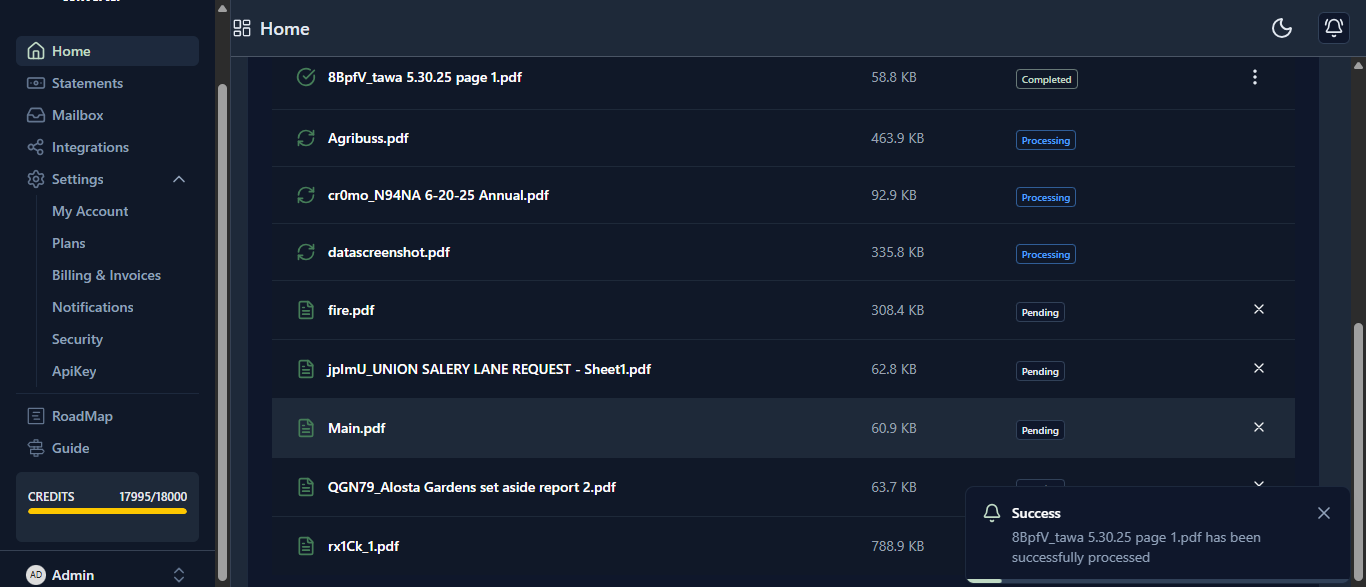 Home
Statements
Mailbox
Integrations
Settings
My Account
Plans
Billing & Invoices
Notifications
Security
ApiKey
RoadMap
Guide
CREDITS 17995/18000
AD Admin
Home
8BpfV_tawa 5.30.25 page 1.pdf 58.8 KB Completed
Agribuss.pdf 463.9 KB Processing
cr0mo_N94NA 6-20-25 Annual.pdf 92.9 KB Processing
datascreenshot.pdf 335.8 KB Processing
fire.pdf 308.4 KB Pending
jpImU_UNION SALERY LANE REQUEST - Sheet1.pdf 62.8 KB Pending
Main.pdf 60.9 KB Pending
QGN79_Alosta Gardens set aside report 2.pdf 63.7 KB
rx1Ck_1.pdf 788.9 KB
Success
8BpfV_tawa 5.30.25 page 1.pdf has been
successfully processed